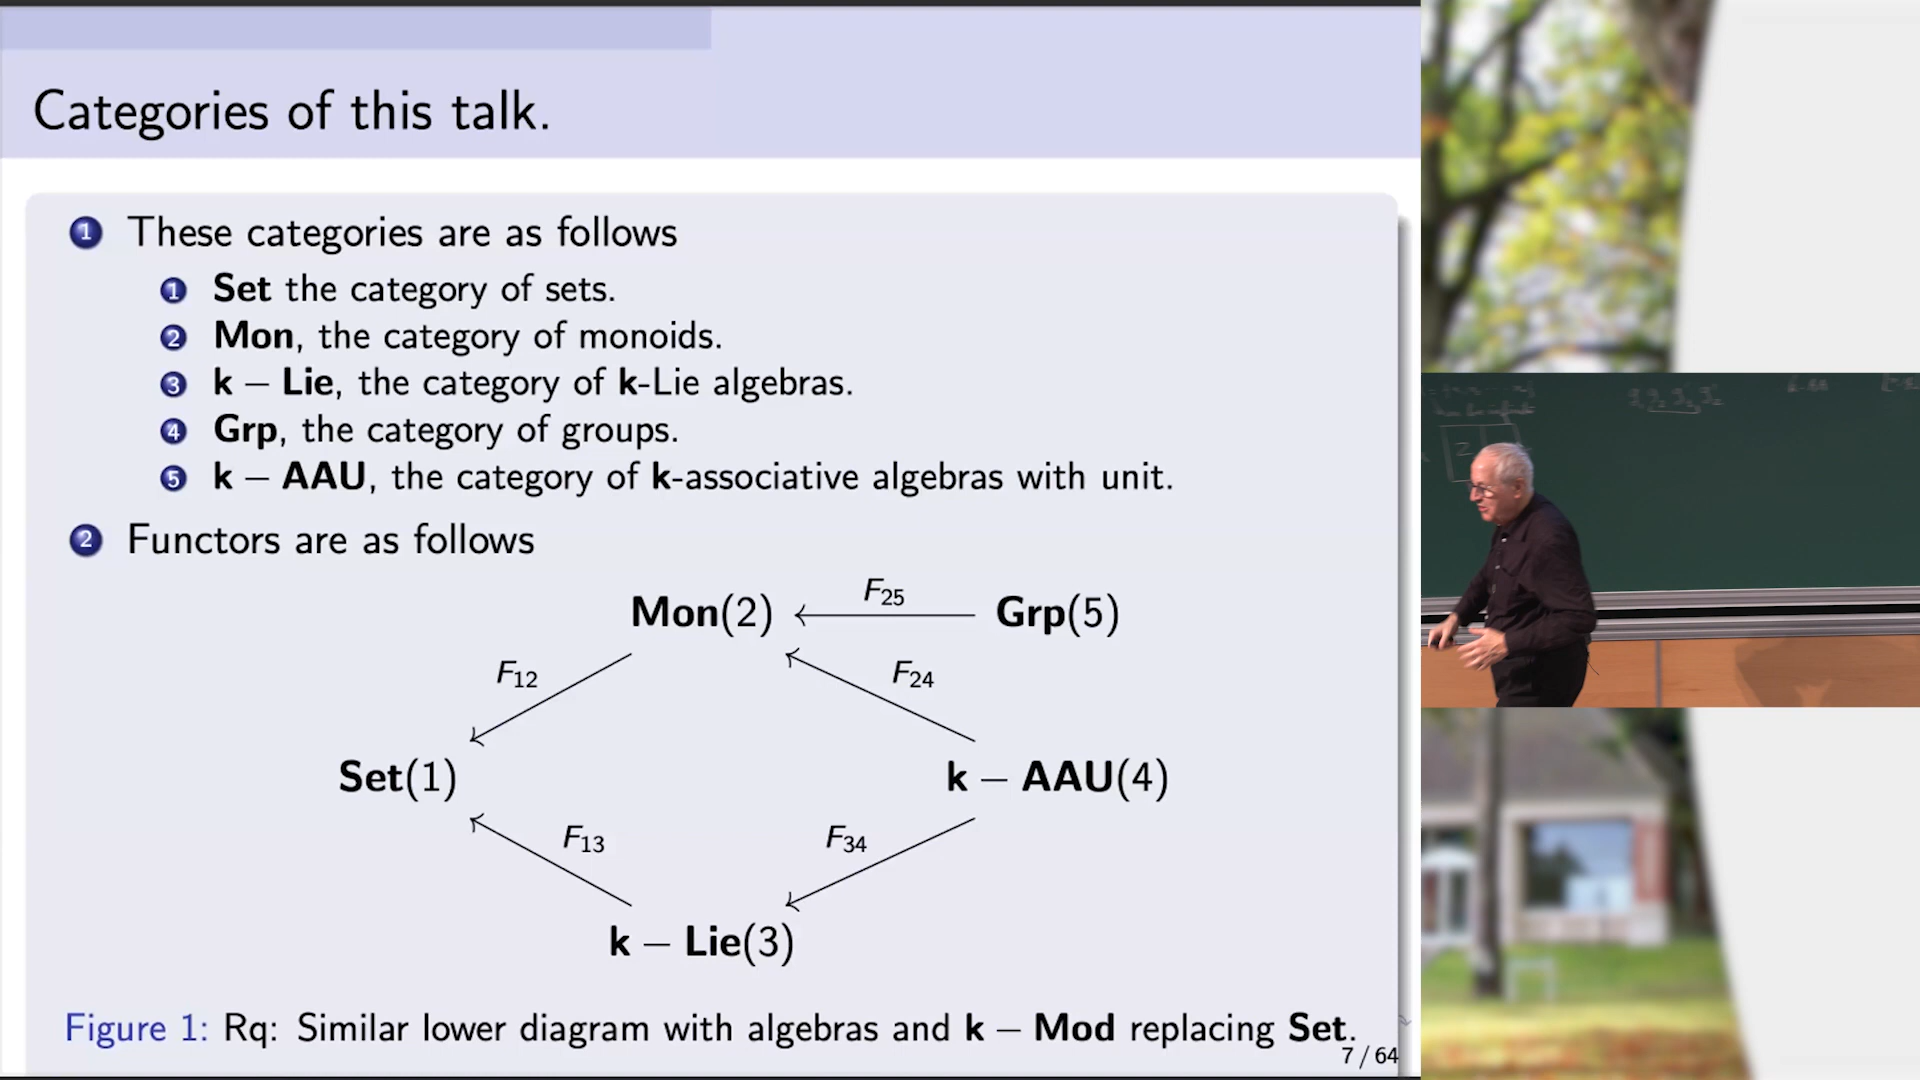 Categories of this talk.
1 These categories are as follows
1 Set the category of sets.
2 Mon, the category of monoids.
3 k – Lie, the category of k-Lie algebras.
4 Grp, the category of groups.
5 k – AAU, the category of k-associative algebras with unit.
2 Functors are as follows
Mon(2) F25 Grp(5)
F12 F24
Set(1) k – AAU(4)
F13 F34
k – Lie(3)
Figure 1: Rq: Similar lower diagram with algebras and k – Mod replacing Set.
7 / 64